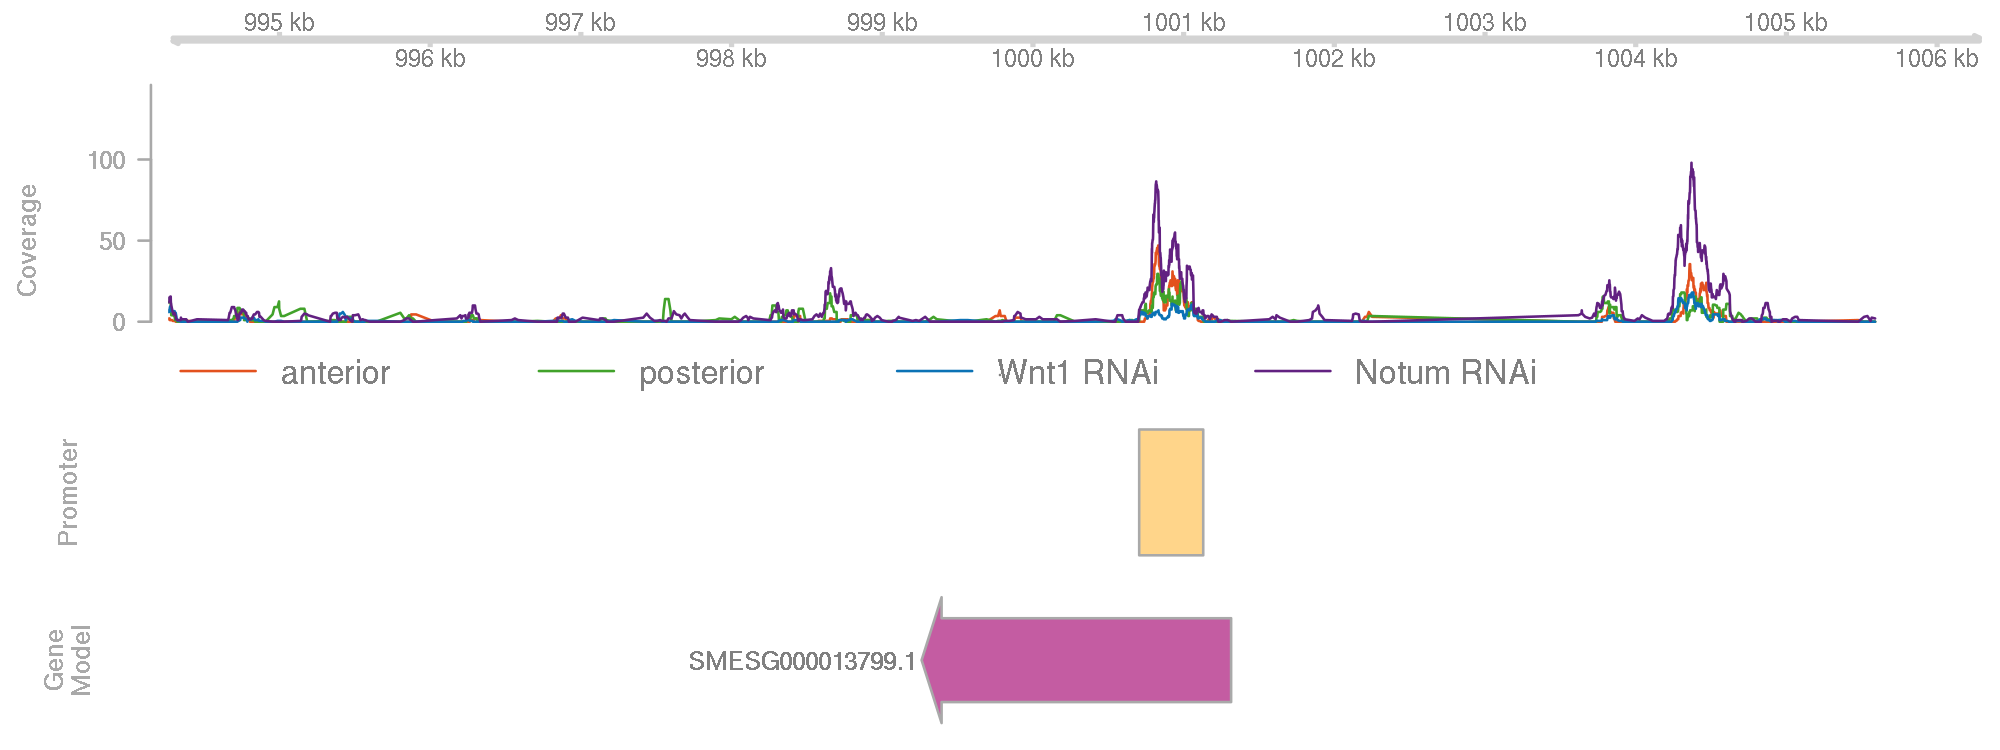 995 kb 997 kb 999 kb 1001 kb 1003 kb 1005 kb
996 kb 998 kb 1000 kb 1002 kb 1004 kb 1006 kb
Coverage
100
50
0
anterior posterior Wnt1 RNAi Notum RNAi
Promoter
Gene
Model
SMESG000013799.1